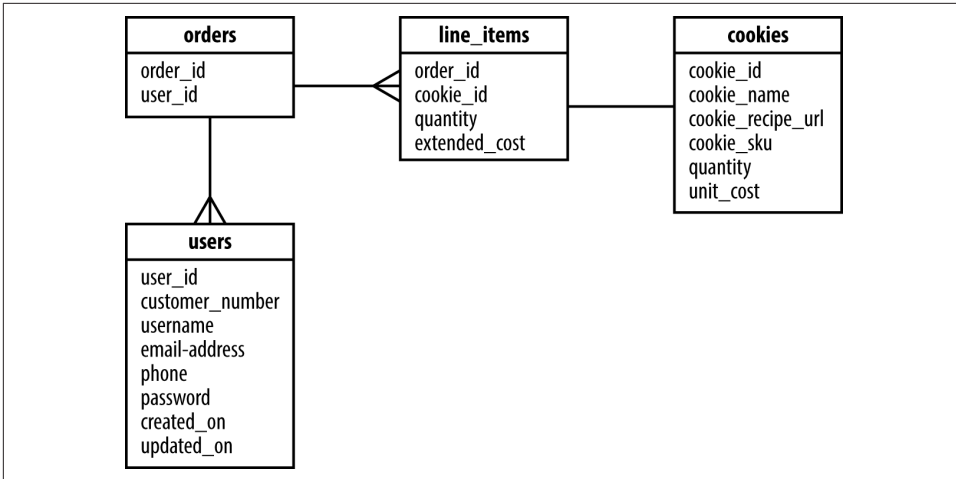 orders
order_id
user_id
line_items
order_id
cookie_id
quantity
extended_cost
cookies
cookie_id
cookie_name
cookie_recipe_url
cookie_sku
quantity
unit_cost
users
user_id
customer_number
username
email-address
phone
password
created_on
updated_on